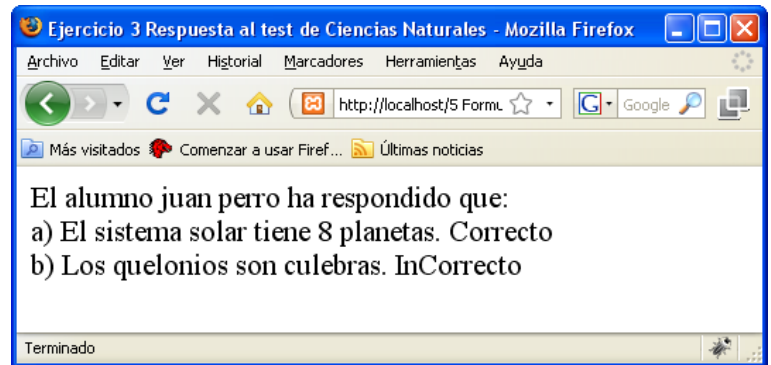 Ejercicio 3 Respuesta al test de Ciencias Naturales - Mozilla Firefox
Archivo Editar Ver Historial Marcadores Herramientas Ayuda
http://localhost/5 Formu G Google
Más visitados Comenzar a usar Firef... Últimas noticias
El alumno juan perro ha respondido que:
a) El sistema solar tiene 8 planetas. Correcto
b) Los quelonios son culebras. InCorrecto
Terminado